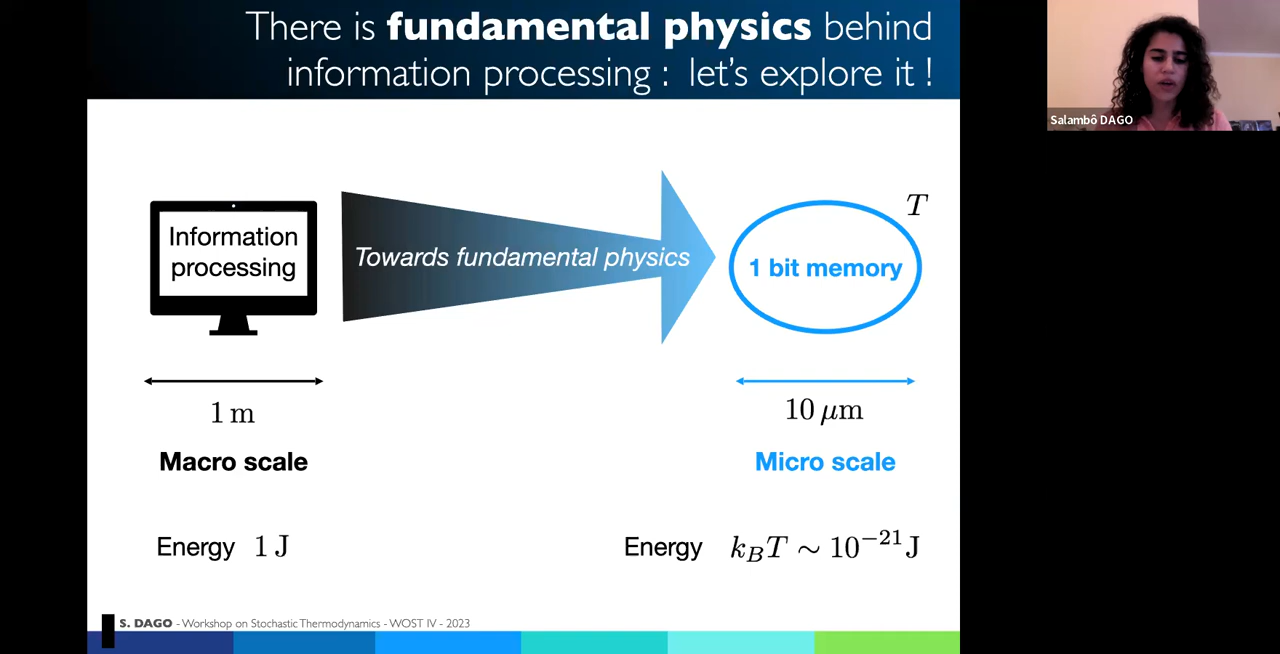 There is fundamental physics behind
information processing : let's explore it !
Salambô DAGO
Information
processing
Towards fundamental physics
1 bit memory
T
1 m
10 μm
Macro scale
Micro scale
Energy 1 J
Energy k_BT ∼ 10^{-21} J
S. DAGO - Workshop on Stochastic Thermodynamics - WOST IV - 2023